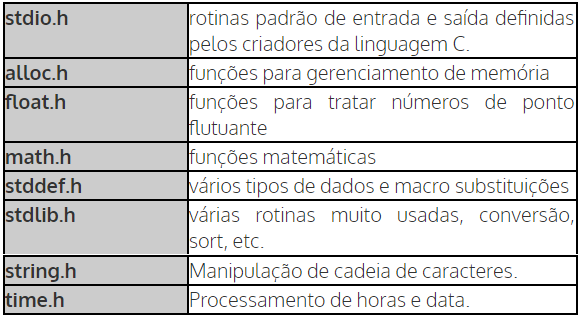 stdio.h rotinas padrão de entrada e saída definidas
pelos criadores da linguagem C.
alloc.h funções para gerenciamento de memória
float.h funções para tratar números de ponto
flutuante
math.h funções matemáticas
stddef.h vários tipos de dados e macro substituições
stdlib.h várias rotinas muito usadas, conversão,
sort, etc.
string.h Manipulação de cadeia de caracteres.
time.h Processamento de horas e data.